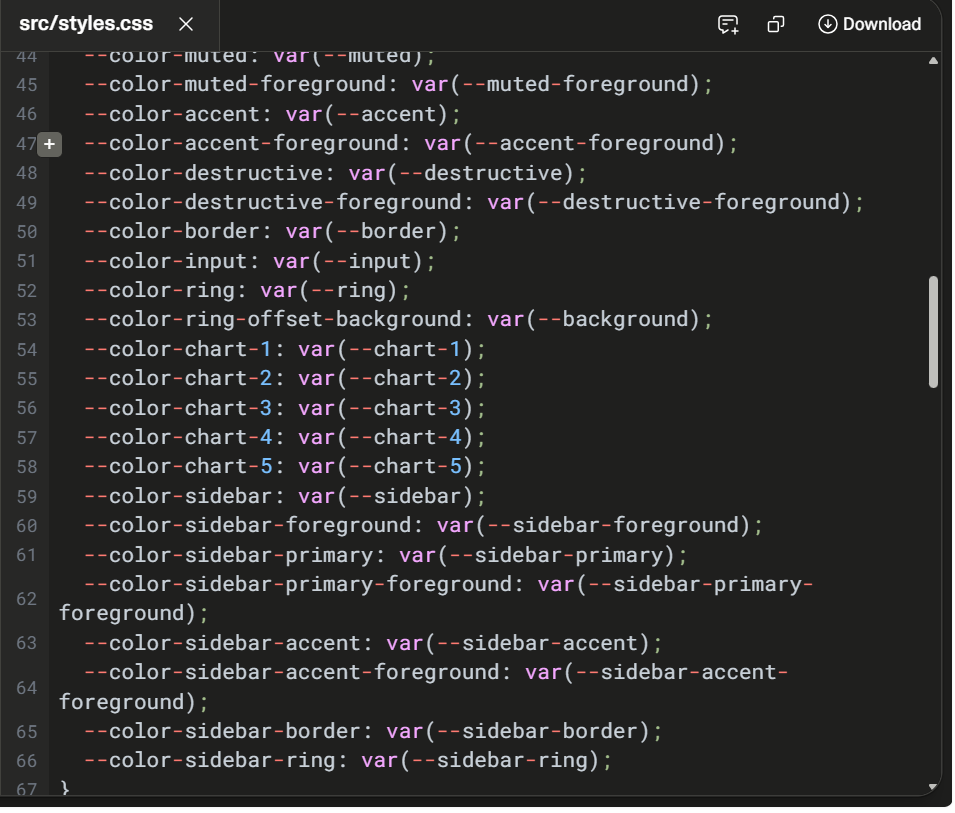 src/styles.css
Download
44 --color-muted: var(--muted);
45 --color-muted-foreground: var(--muted-foreground);
46 --color-accent: var(--accent);
47 + --color-accent-foreground: var(--accent-foreground);
48 --color-destructive: var(--destructive);
49 --color-destructive-foreground: var(--destructive-foreground);
50 --color-border: var(--border);
51 --color-input: var(--input);
52 --color-ring: var(--ring);
53 --color-ring-offset-background: var(--background);
54 --color-chart-1: var(--chart-1);
55 --color-chart-2: var(--chart-2);
56 --color-chart-3: var(--chart-3);
57 --color-chart-4: var(--chart-4);
58 --color-chart-5: var(--chart-5);
59 --color-sidebar: var(--sidebar);
60 --color-sidebar-foreground: var(--sidebar-foreground);
61 --color-sidebar-primary: var(--sidebar-primary);
62 --color-sidebar-primary-foreground: var(--sidebar-primary-
foreground);
63 --color-sidebar-accent: var(--sidebar-accent);
64 --color-sidebar-accent-foreground: var(--sidebar-accent-
foreground);
65 --color-sidebar-border: var(--sidebar-border);
66 --color-sidebar-ring: var(--sidebar-ring);
67 }